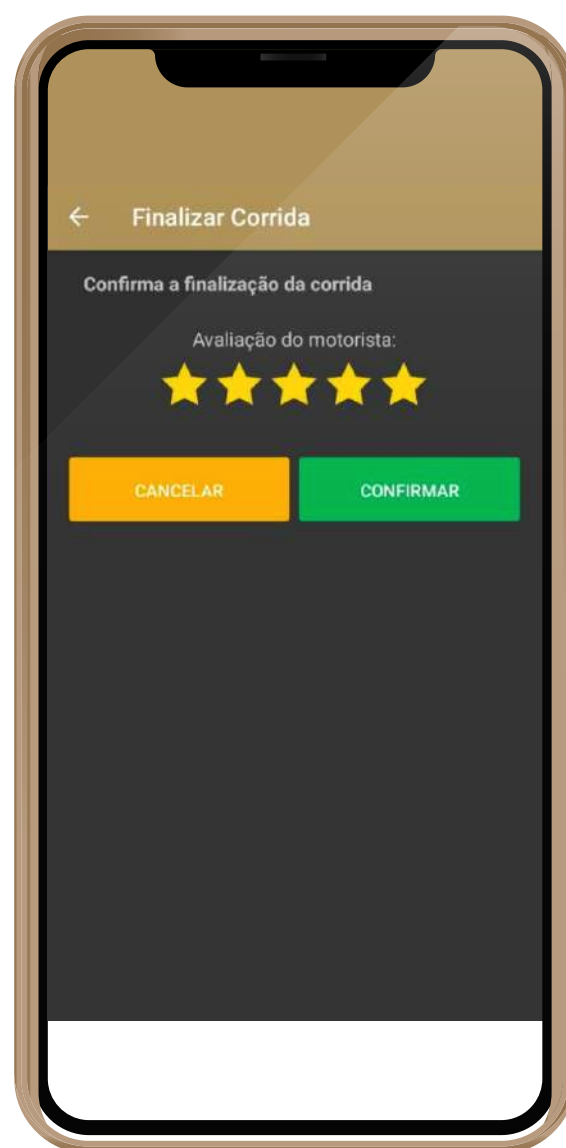 Finalizar Corrida
Confirma a finalização da corrida
Avaliação do motorista:
CANCELAR
CONFIRMAR